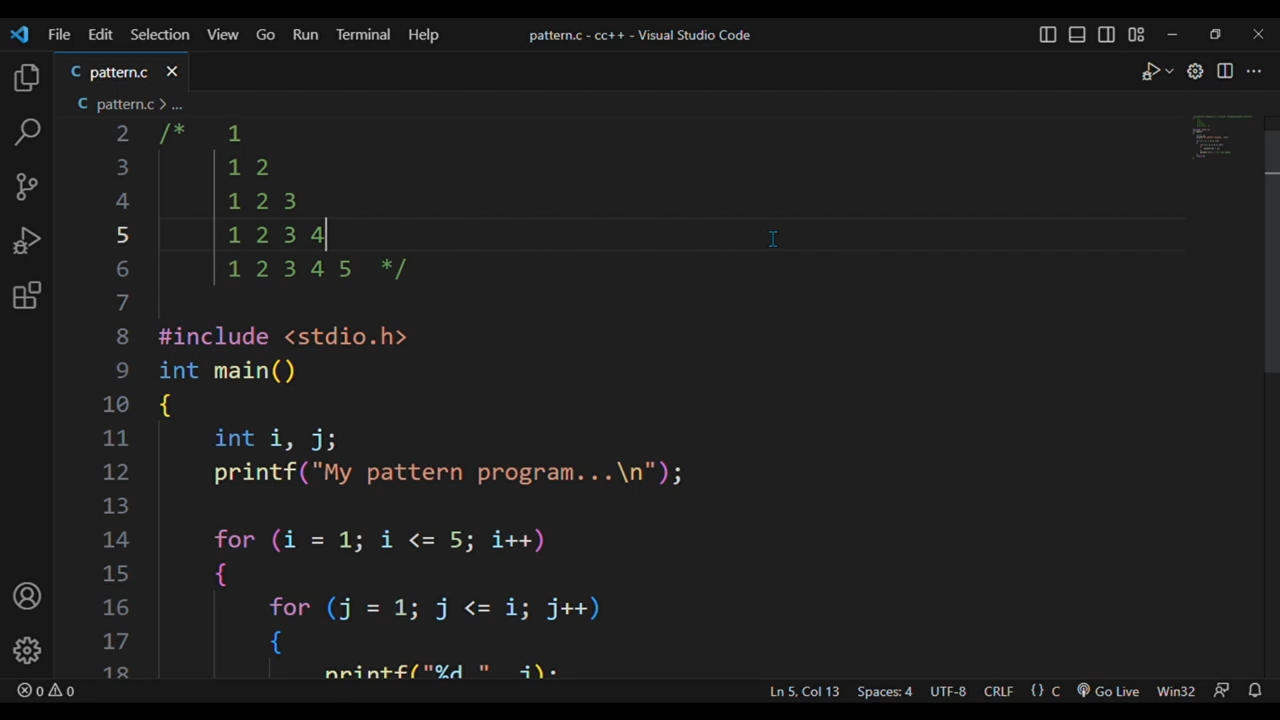 File Edit Selection View Go Run Terminal Help pattern.c - cc++ - Visual Studio Code
C pattern.c
C pattern.c > ...
2 /* 1
3 1 2
4 1 2 3
5 1 2 3 4
6 1 2 3 4 5 */
7
8 #include <stdio.h>
9 int main()
10 {
11 int i, j;
12 printf("My pattern program...\n");
13
14 for (i = 1; i <= 5; i++)
15 {
16 for (j = 1; j <= i; j++)
17 {
18 printf("%d ", j);
0 0 Ln 5, Col 13 Spaces: 4 UTF-8 CRLF {} C Go Live Win32